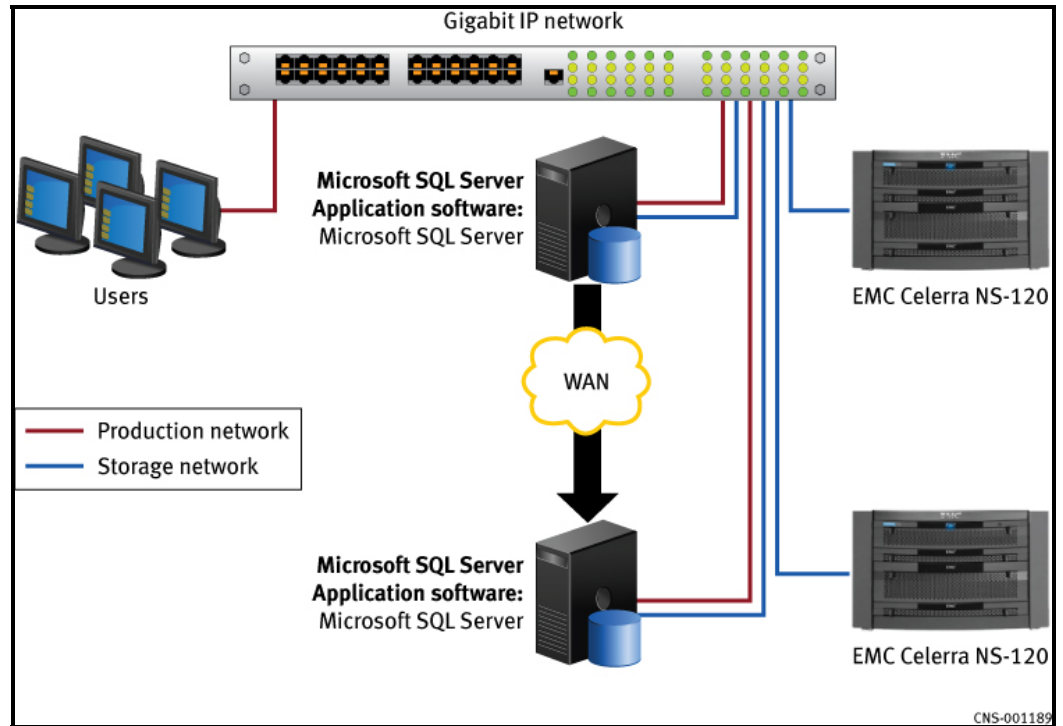 Gigabit IP network
Microsoft SQL Server
Application software:
Microsoft SQL Server
Users
EMC Celerra NS-120
WAN
Production network
Storage network
Microsoft SQL Server
Application software:
Microsoft SQL Server
EMC Celerra NS-120
CNS-001189